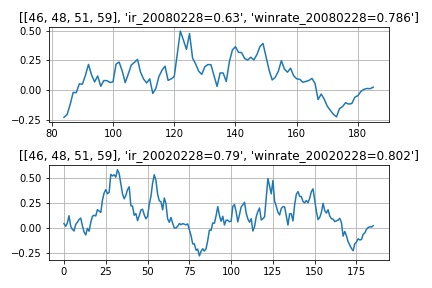 [[46, 48, 51, 59], 'ir_20080228=0.63', 'winrate_20080228=0.786']
0.50
0.25
0.00
−0.25
80 100 120 140 160 180
[[46, 48, 51, 59], 'ir_20020228=0.79', 'winrate_20020228=0.802']
0.50
0.25
0.00
−0.25
0 25 50 75 100 125 150 175